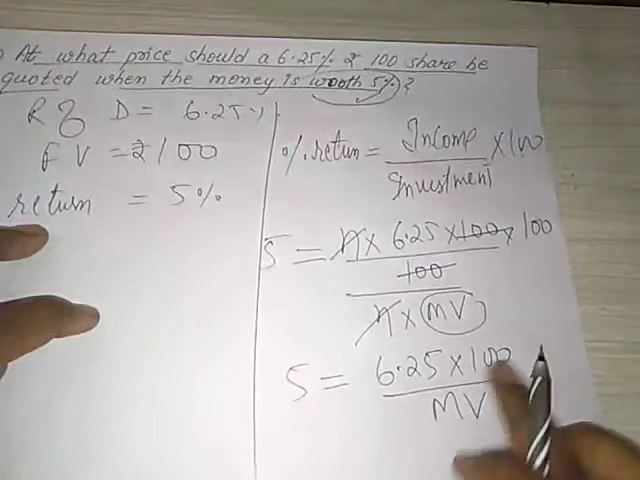 At what price should a 6.25% ₹ 100 share be
quoted when the money is worth 5%?
R of D = 6.25%
F V = ₹100
return = 5%
%.return = Income/Investment × 100
5 = n × 6.25 × 100 × 100
100
n × MV
5 = 6.25 × 100
MV